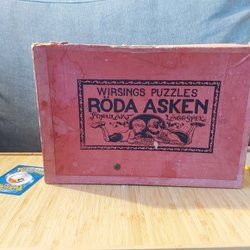 WIRSINGS PUZZLES
RÖDA ASKEN
POPULÄRT LÄGGSPEL